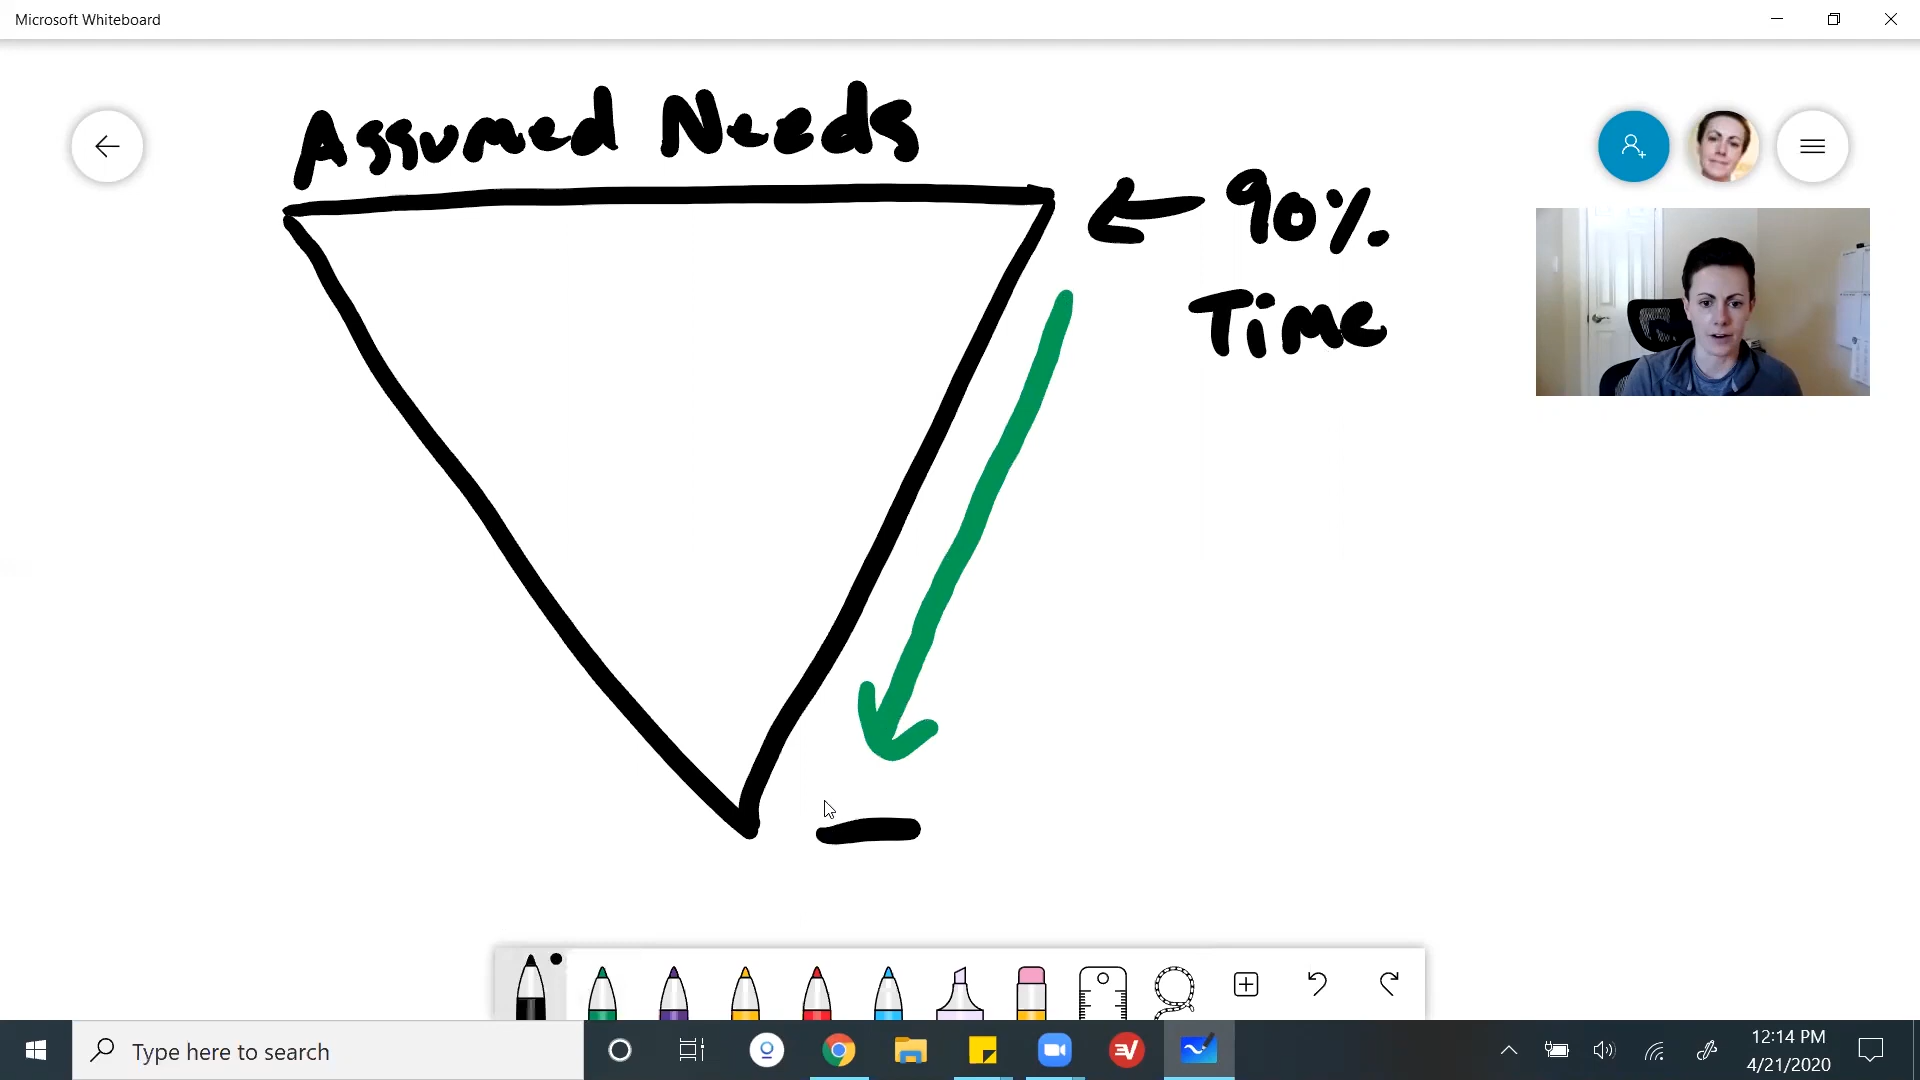 Microsoft Whiteboard
Assumed Needs
← 90%
Time
Type here to search
12:14 PM
4/21/2020